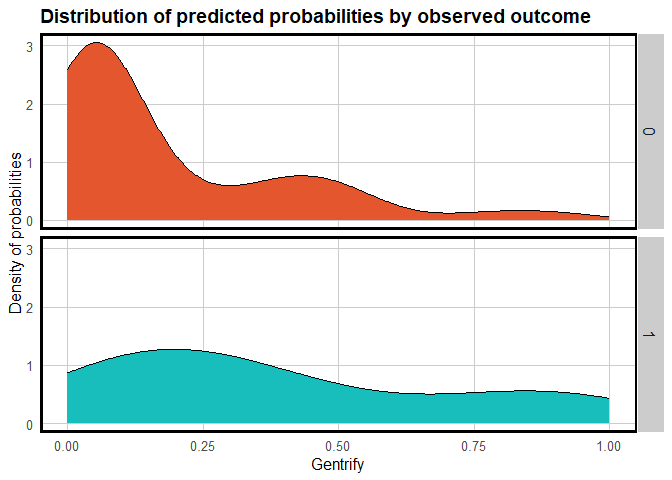 Distribution of predicted probabilities by observed outcome
Density of probabilities
3
2
1
0
0
3
2
1
0
1
0.00 0.25 0.50 0.75 1.00
Gentrify